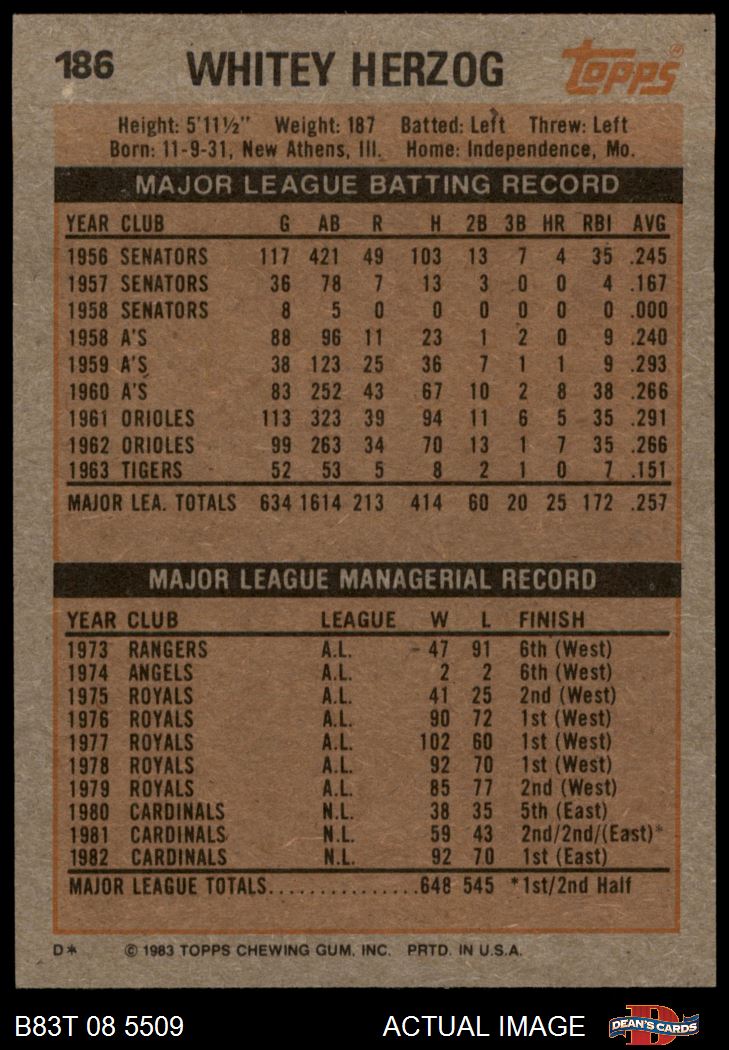 186 WHITEY HERZOG Topps®
Height: 5'11½" Weight: 187 Batted: Left Threw: Left
Born: 11-9-31, New Athens, Ill. Home: Independence, Mo.
MAJOR LEAGUE BATTING RECORD
YEAR CLUB G AB R H 2B 3B HR RBI AVG
1956 SENATORS 117 421 49 103 13 7 4 35 .245
1957 SENATORS 36 78 7 13 3 0 0 4 .167
1958 SENATORS 8 5 0 0 0 0 0 0 .000
1958 A'S 88 96 11 23 1 2 0 9 .240
1959 A'S 38 123 25 36 7 1 1 9 .293
1960 A'S 83 252 43 67 10 2 8 38 .266
1961 ORIOLES 113 323 39 94 11 6 5 35 .291
1962 ORIOLES 99 263 34 70 13 1 7 35 .266
1963 TIGERS 52 53 5 8 2 1 0 7 .151
MAJOR LEA. TOTALS 634 1614 213 414 60 20 25 172 .257
MAJOR LEAGUE MANAGERIAL RECORD
YEAR CLUB LEAGUE W L FINISH
1973 RANGERS A.L. 47 91 6th (West)
1974 ANGELS A.L. 2 2 6th (West)
1975 ROYALS A.L. 41 25 2nd (West)
1976 ROYALS A.L. 90 72 1st (West)
1977 ROYALS A.L. 102 60 1st (West)
1978 ROYALS A.L. 92 70 1st (West)
1979 ROYALS A.L. 85 77 2nd (West)
1980 CARDINALS N.L. 38 35 5th (East)
1981 CARDINALS N.L. 59 43 2nd/2nd/(East)*
1982 CARDINALS N.L. 92 70 1st (East)
MAJOR LEAGUE TOTALS...............648 545 *1st/2nd Half
D* © 1983 TOPPS CHEWING GUM, INC. PRTD. IN U.S.A.
B83T 08 5509 ACTUAL IMAGE D DEAN'S CARDS